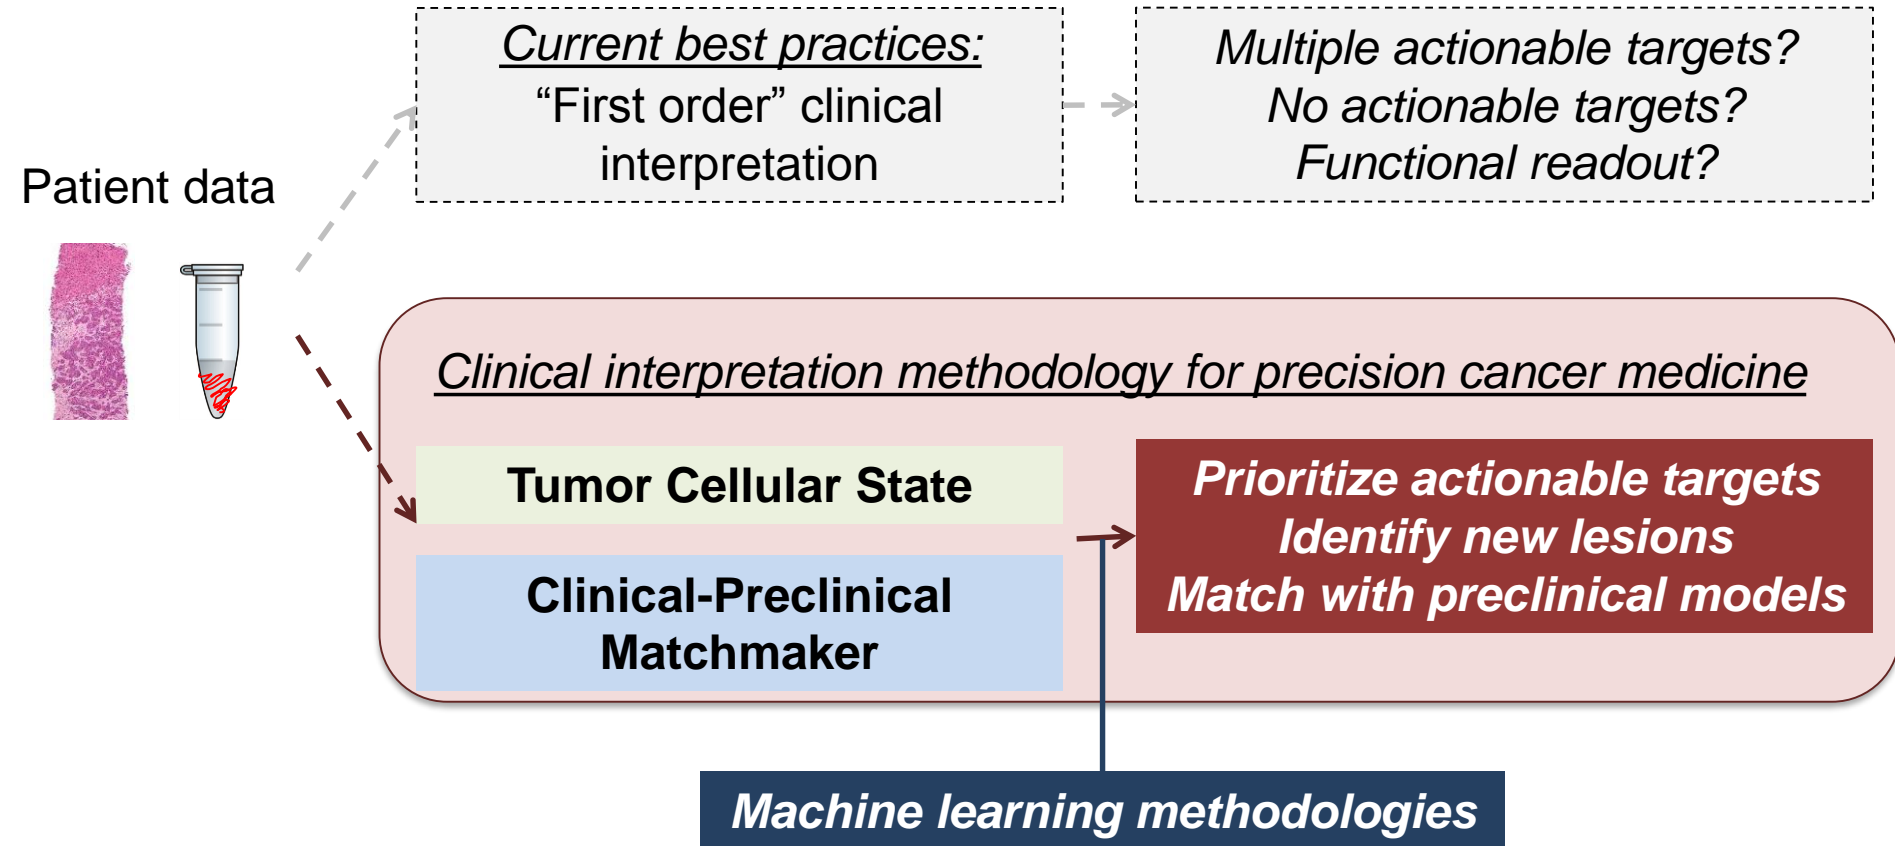 Current best practices:
“First order” clinical
interpretation
Multiple actionable targets?
No actionable targets?
Functional readout?
Patient data
Clinical interpretation methodology for precision cancer medicine
Tumor Cellular State
Clinical-Preclinical
Matchmaker
Prioritize actionable targets
Identify new lesions
Match with preclinical models
Machine learning methodologies